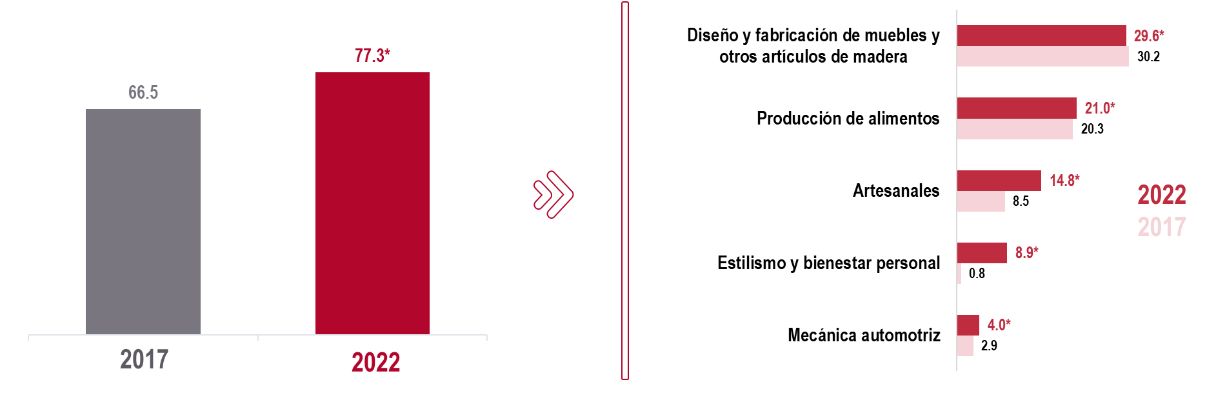 66.5
77.3*
2017
2022
Diseño y fabricación de muebles y
otros artículos de madera
29.6*
30.2
Producción de alimentos
21.0*
20.3
Artesanales
14.8*
8.5
Estilismo y bienestar personal
8.9*
0.8
Mecánica automotriz
4.0*
2.9
2022
2017